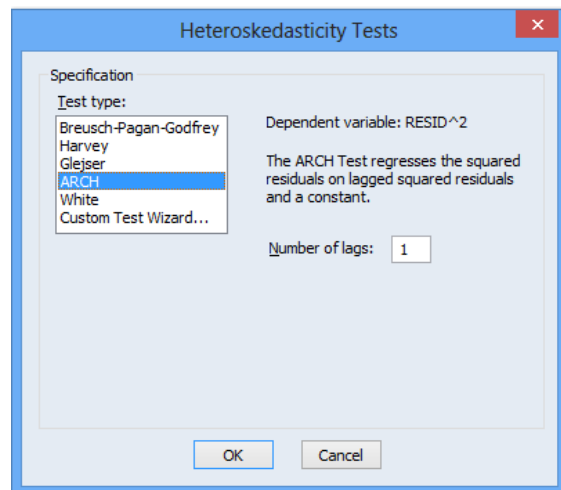 Heteroskedasticity Tests
Specification
Test type:
Breusch-Pagan-Godfrey
Harvey
Glejser
ARCH
White
Custom Test Wizard...
Dependent variable: RESID^2
The ARCH Test regresses the squared
residuals on lagged squared residuals
and a constant.
Number of lags: 1
OK Cancel